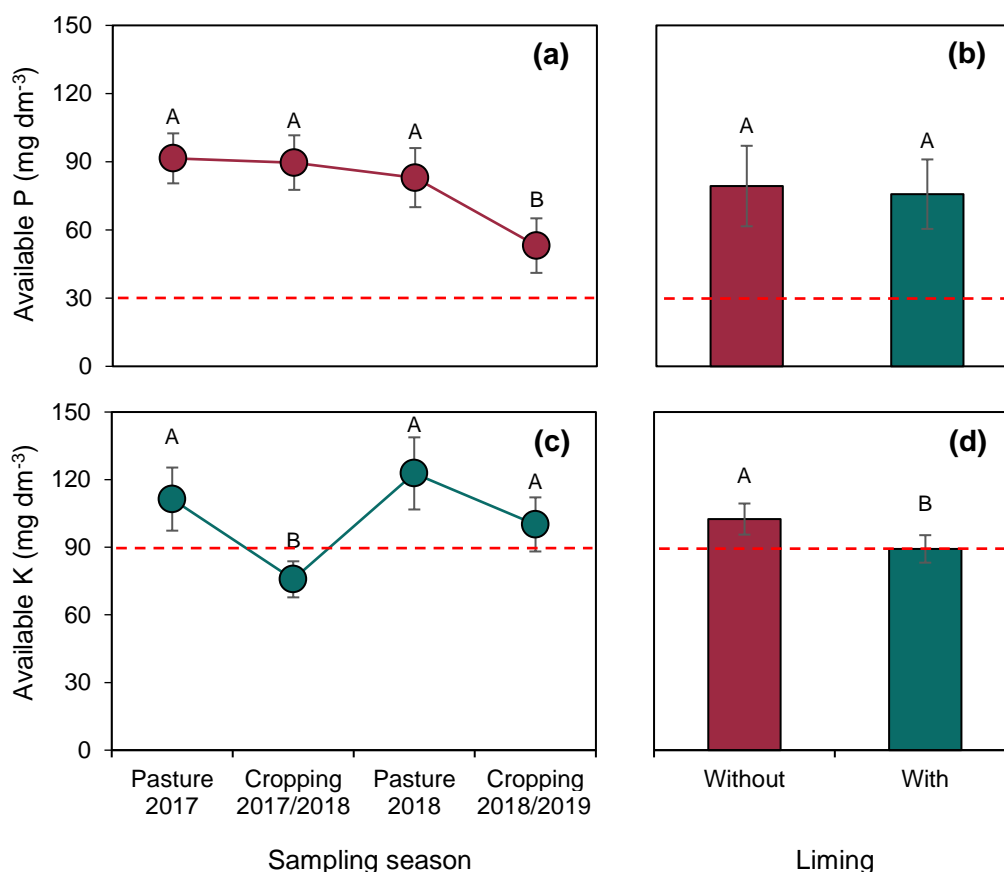 Available P (mg dm-3)
150
120
90
60
30
0
(a)
A
A
A
B
(b)
A
A
Available K (mg dm-3)
150
120
90
60
30
0
(c)
A
B
A
A
(d)
A
B
Pasture
2017
Cropping
2017/2018
Pasture
2018
Cropping
2018/2019
Without
With
Sampling season
Liming